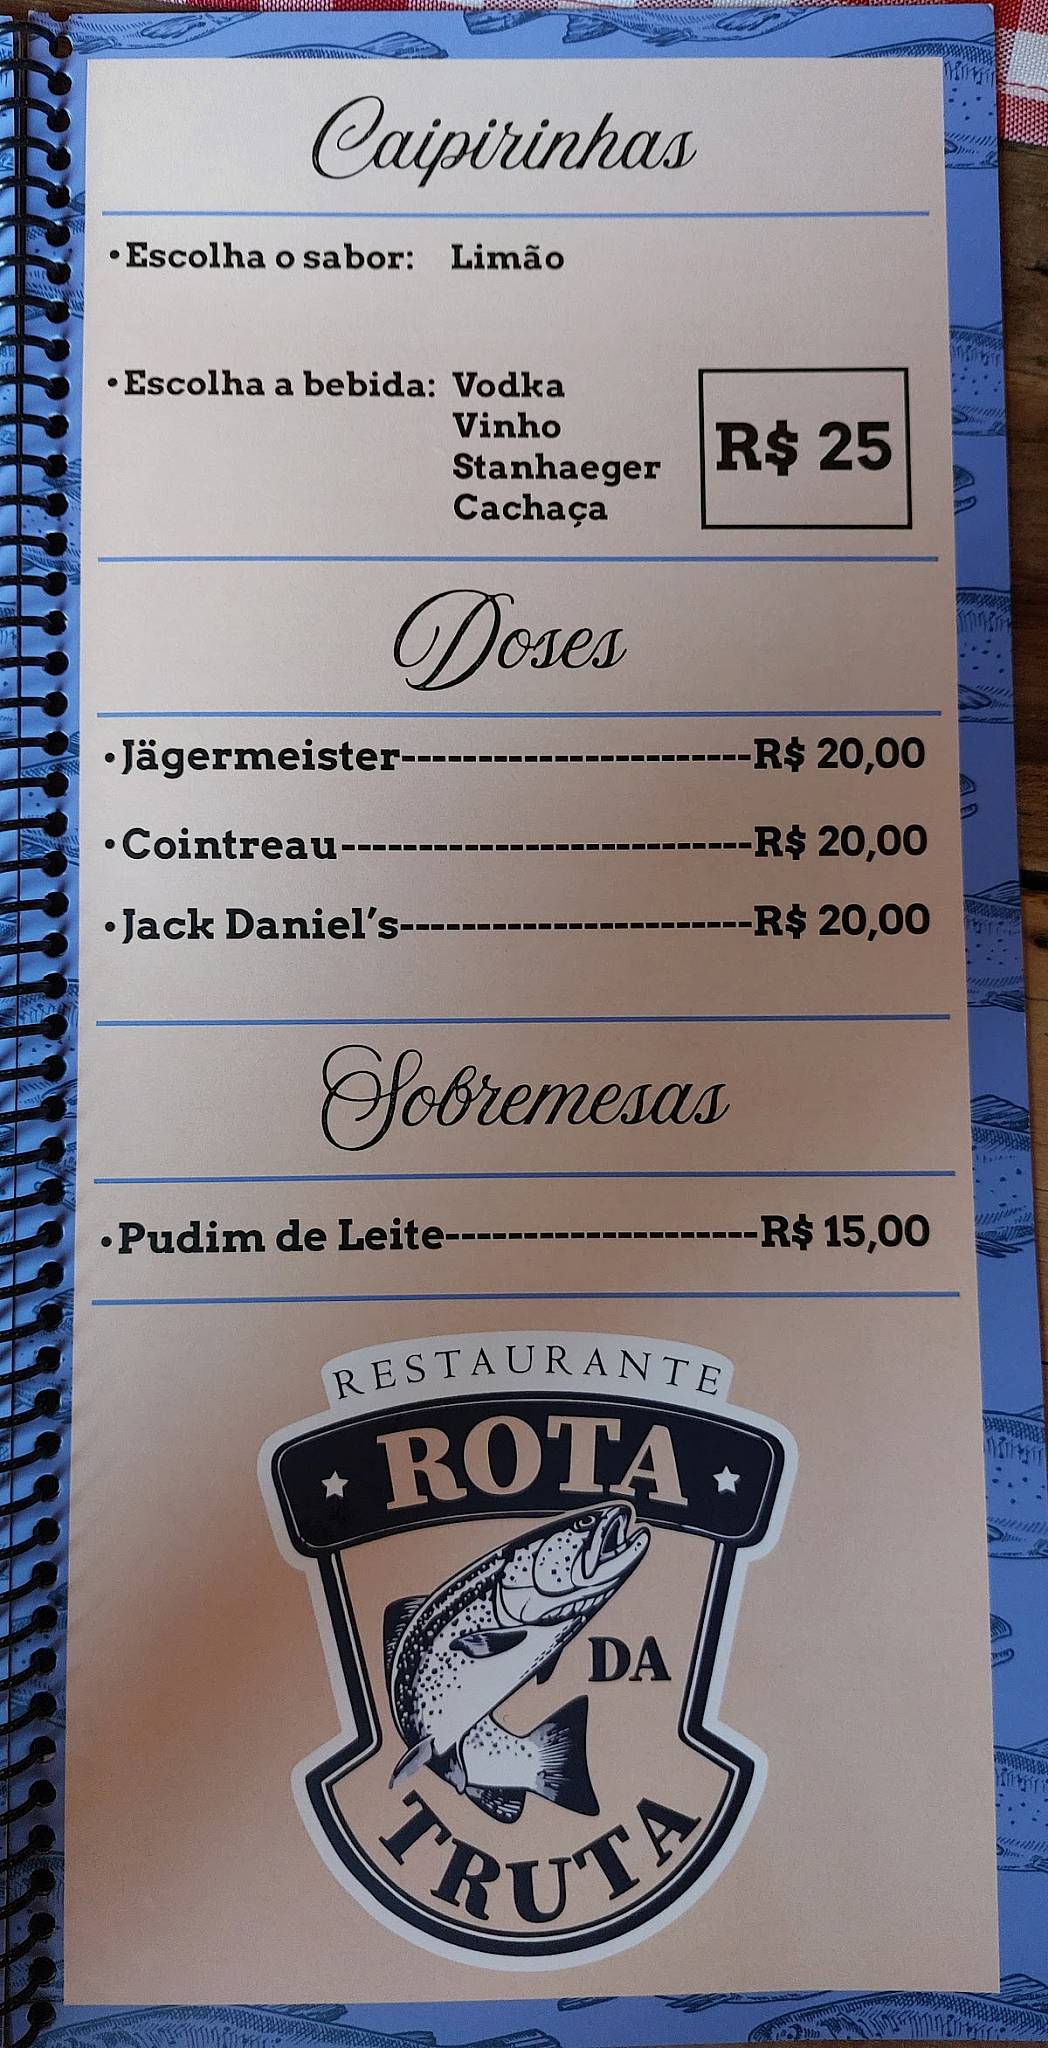 Caipirinhas
•Escolha o sabor: Limão
•Escolha a bebida: Vodka
Vinho
Stanhaeger
Cachaça
R$ 25
Doses
•Jägermeister-----------------------R$ 20,00
•Cointreau---------------------------R$ 20,00
•Jack Daniel’s-----------------------R$ 20,00
Sobremesas
•Pudim de Leite--------------------R$ 15,00
RESTAURANTE
ROTA
DA
TRUTA